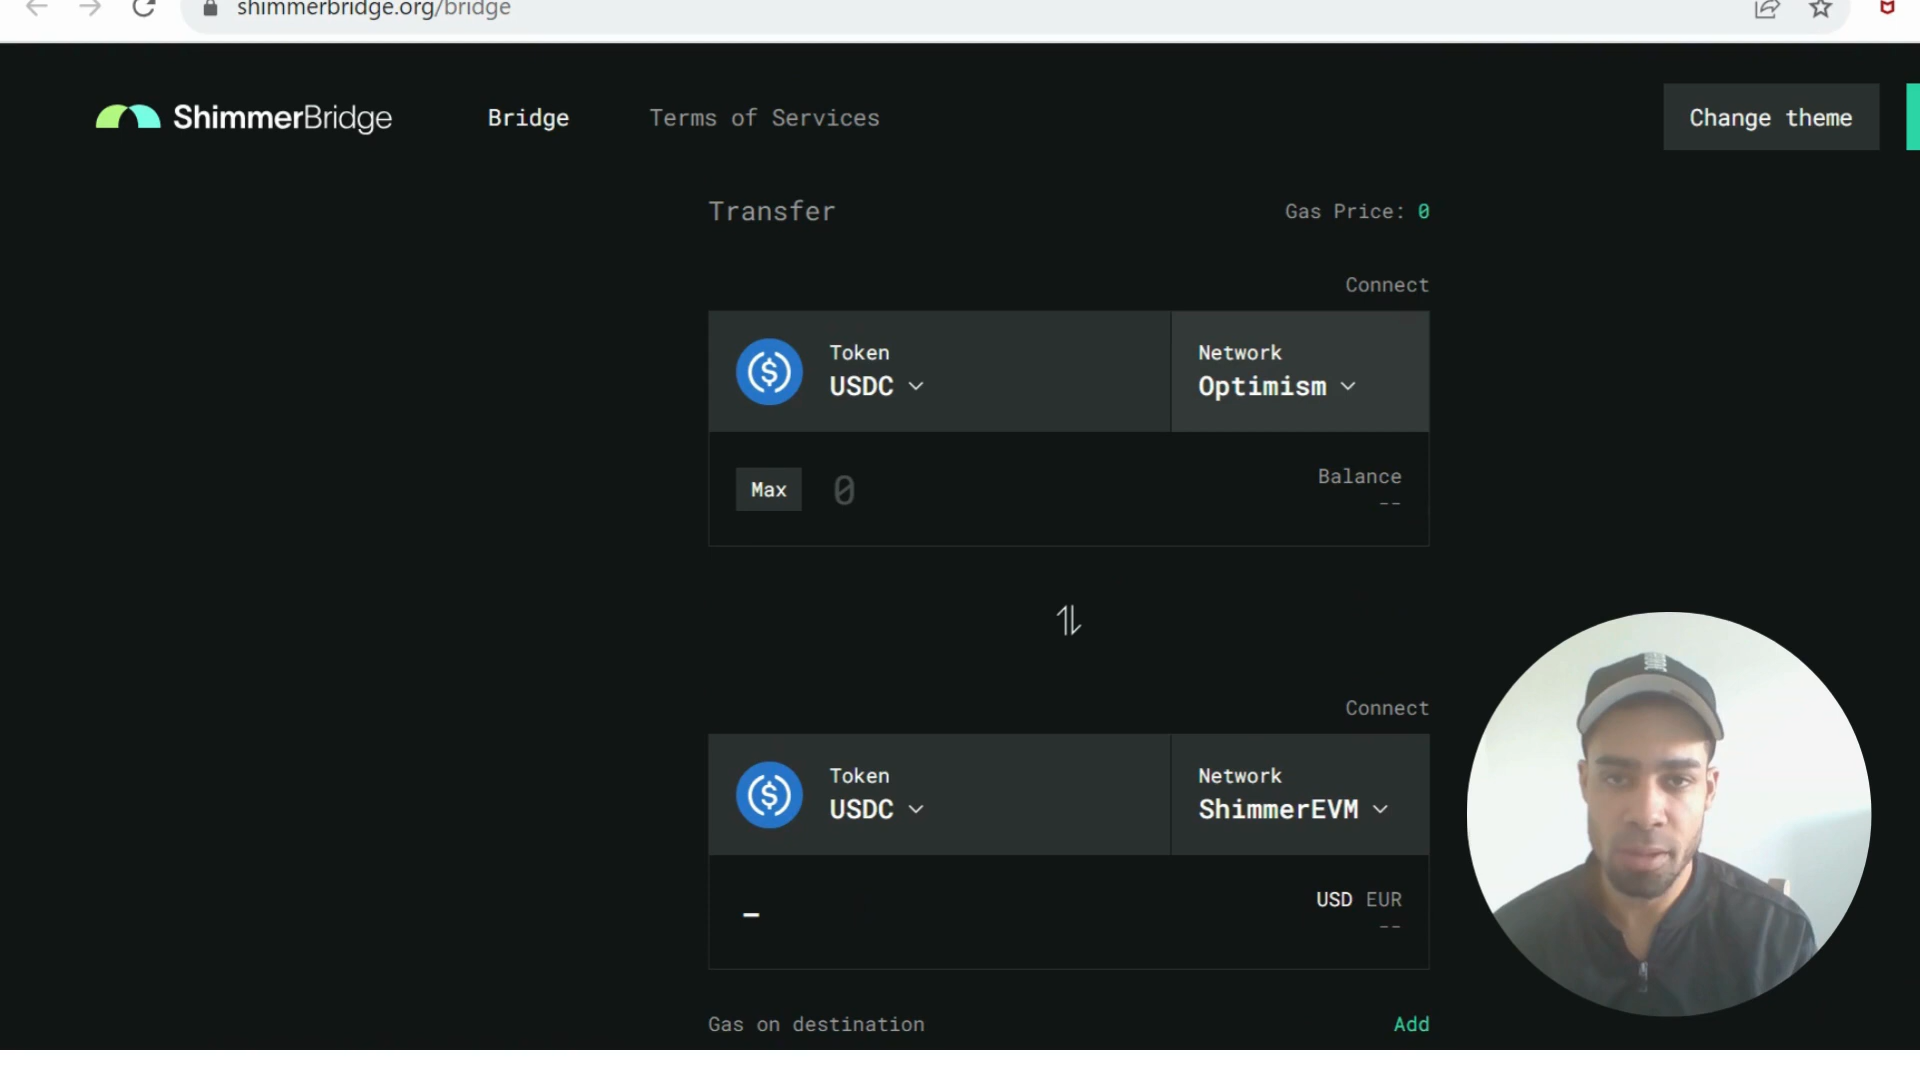 shimmerbridge.org/bridge
ShimmerBridge
Bridge
Terms of Services
Change theme
Transfer
Gas Price: 0
Connect
Token
USDC
Network
Optimism
Max
0
Balance
--
Connect
Token
USDC
Network
ShimmerEVM
–
USD EUR
--
Gas on destination
Add